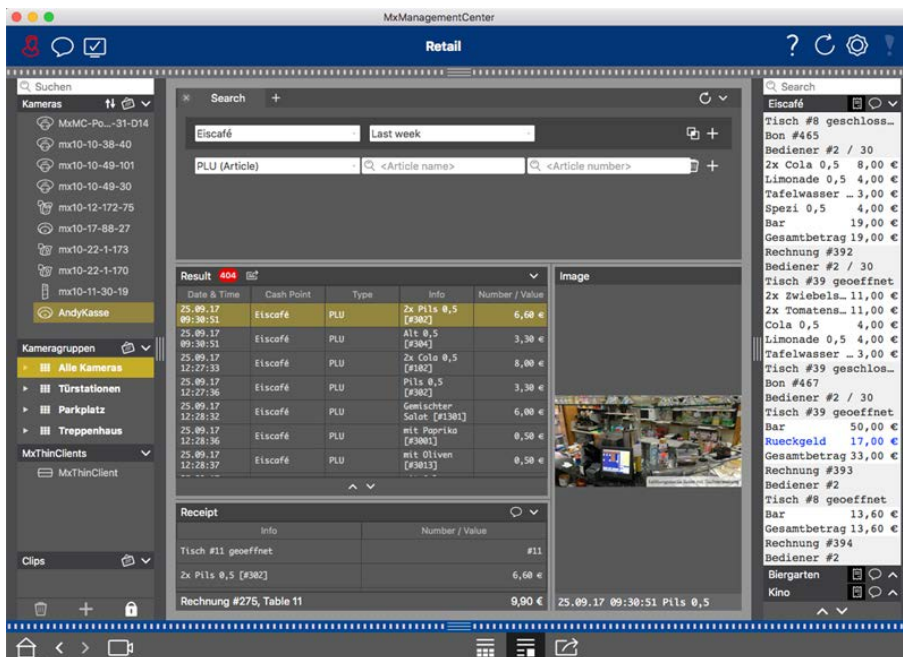 MxManagementCenter
Retail
Suchen
Kameras
MxMC-Po...-31-D14
mx10-10-38-40
mx10-10-49-101
mx10-10-49-30
mx10-12-172-75
mx10-17-88-27
mx10-22-1-173
mx10-22-1-170
mx10-11-30-19
AndyKasse
Kameragruppen
Alle Kameras
Türstationen
Parkplatz
Treppenhaus
MxThinClients
MxThinClient
Clips
Search
Eiscafé Last week
PLU (Article) <Article name> <Article number>
Result 404
Date & Time Cash Point Type Info Number / Value
25.09.17 09:30:51 Eiscafé PLU 2x Pils 0,5 [#302] 6,60 €
25.09.17 09:30:51 Eiscafé PLU Alt 0,5 [#304] 3,30 €
25.09.17 12:27:33 Eiscafé PLU 2x Cola 0,5 [#102] 8,00 €
25.09.17 12:27:36 Eiscafé PLU Pils 0,5 [#302] 3,30 €
25.09.17 12:28:32 Eiscafé PLU Gemischter Salat [#1301] 6,00 €
25.09.17 12:28:36 Eiscafé PLU mit Paprika [#3001] 0,50 €
25.09.17 12:28:37 Eiscafé PLU mit Oliven [#3013] 0,50 €
Receipt
Info Number / Value
Tisch #11 geoeffnet #11
2x Pils 0,5 [#302] 6,60 €
Rechnung #275, Table 11 9,90 €
Image
25.09.17 09:30:51 Pils 0,5
Search
Eiscafé
Tisch #8 geschloss...
Bon #465
Bediener #2 / 30
2x Cola 0,5 8,00 €
Limonade 0,5 4,00 €
Tafelwasser ... 3,00 €
Spezi 0,5 4,00 €
Bar 19,00 €
Gesamtbetrag 19,00 €
Rechnung #392
Bediener #2 / 30
Tisch #39 geoeffnet
2x Zwiebels... 11,00 €
2x Tomatens... 11,00 €
Cola 0,5 4,00 €
Limonade 0,5 4,00 €
Tafelwasser ... 3,00 €
Tisch #39 geschlos...
Bon #467
Bediener #2 / 30
Tisch #39 geoeffnet
Bar 50,00 €
Rueckgeld 17,00 €
Gesamtbetrag 33,00 €
Rechnung #393
Bediener #2
Tisch #8 geoeffnet
Bar 13,60 €
Gesamtbetrag 13,60 €
Rechnung #394
Bediener #2
Biergarten
Kino